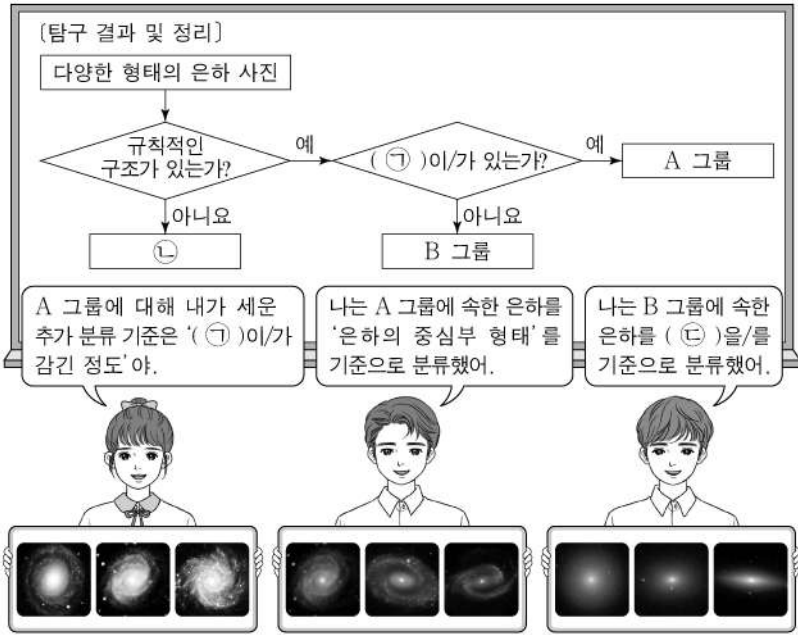 〔탐구 결과 및 정리〕
다양한 형태의 은하 사진
규칙적인
구조가 있는가?
예
( ㉠ )이/가 있는가?
예
A 그룹
아니요
㉡
아니요
B 그룹
A 그룹에 대해 내가 세운
추가 분류 기준은 '( ㉠ )이/가
감긴 정도'야.
나는 A 그룹에 속한 은하를
'은하의 중심부 형태'를
기준으로 분류했어.
나는 B 그룹에 속한
은하를 ( ㉢ )을/를
기준으로 분류했어.